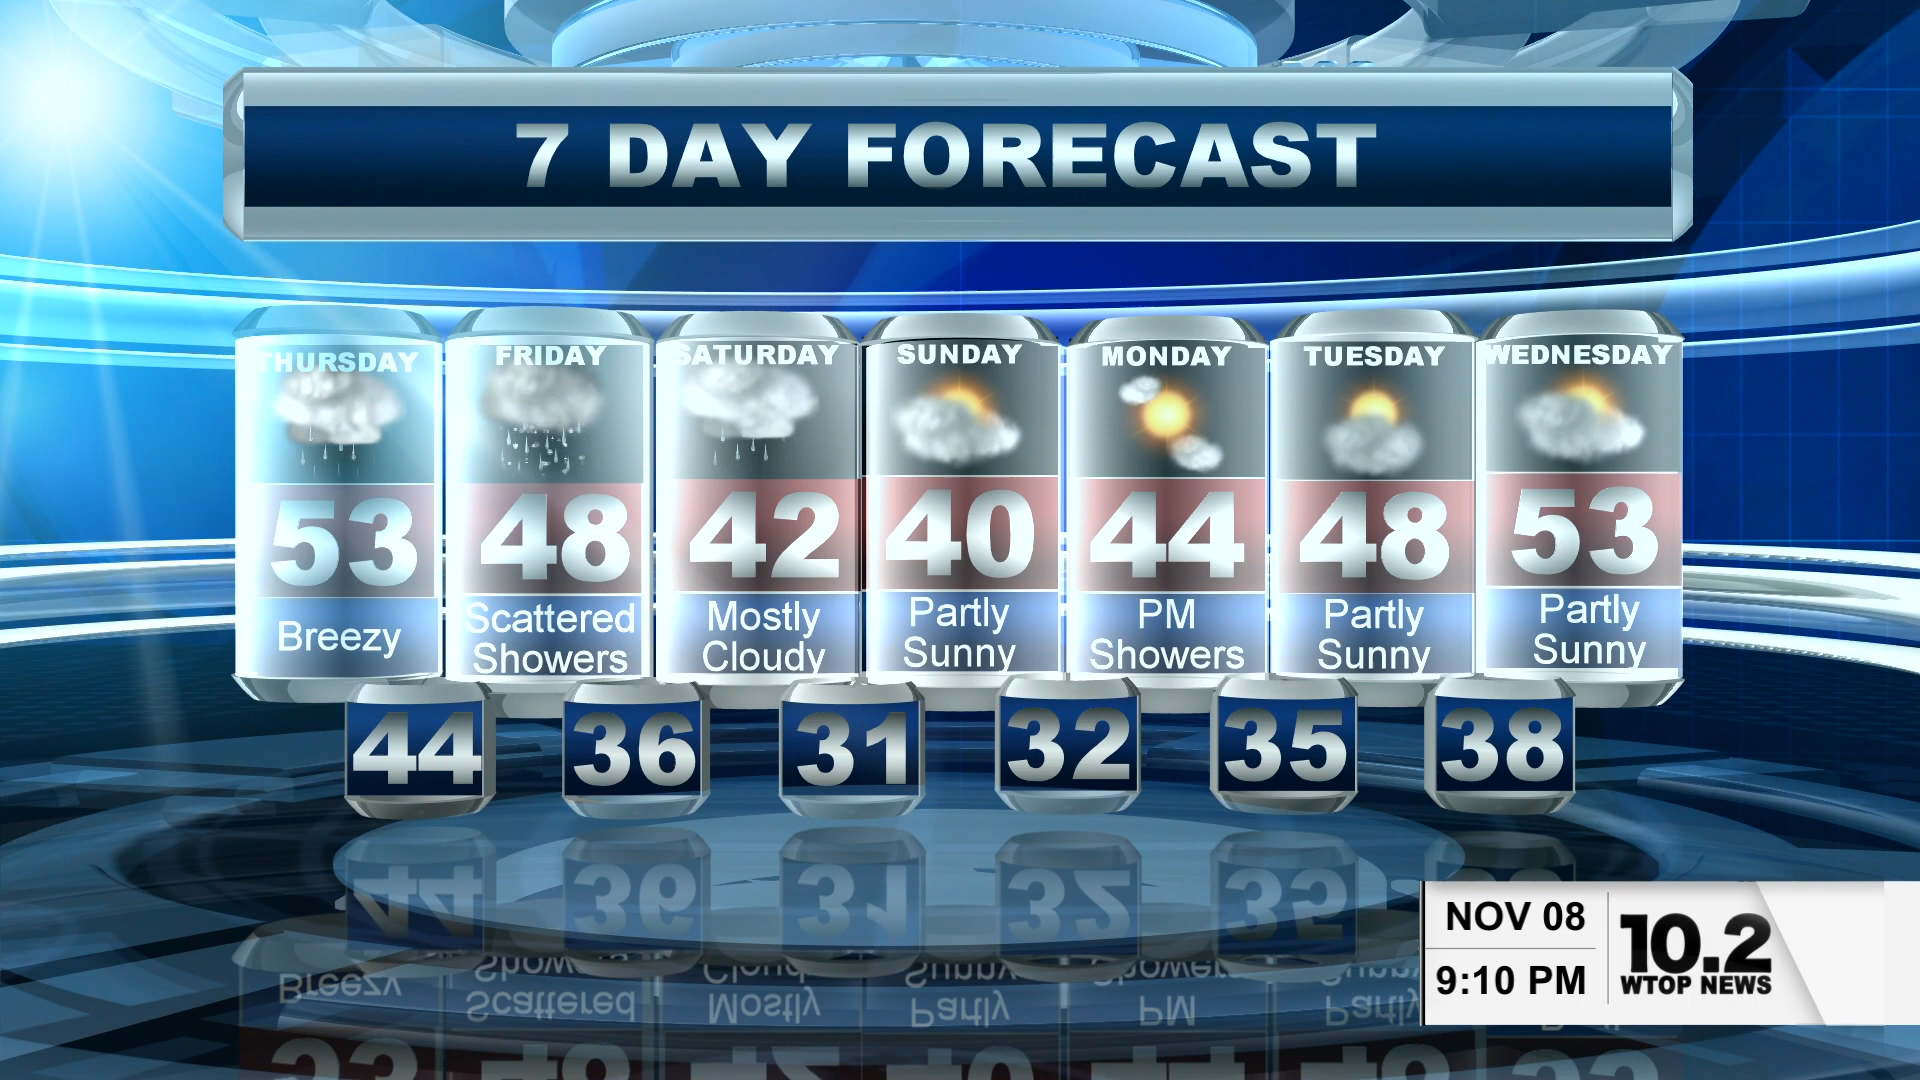 7 DAY FORECAST
THURSDAY
FRIDAY
SATURDAY
SUNDAY
MONDAY
TUESDAY
WEDNESDAY
53
48
42
40
44
48
53
Breezy
Scattered
Showers
Mostly
Cloudy
Partly
Sunny
PM
Showers
Partly
Sunny
Partly
Sunny
44
36
31
32
35
38
NOV 08
9:10 PM
10.2
WTOP NEWS